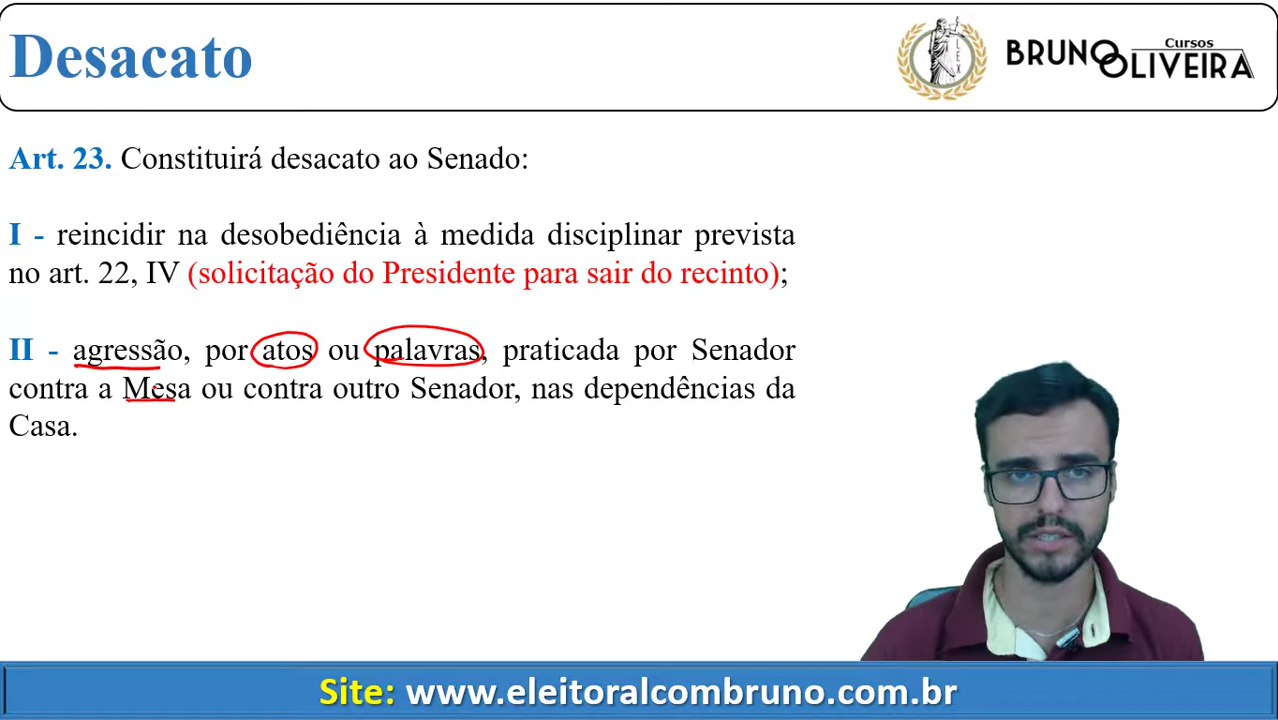 Desacato
Cursos
BRUNO
OLIVEIRA
LEX
Art. 23. Constituirá desacato ao Senado:
I - reincidir na desobediência à medida disciplinar prevista
no art. 22, IV (solicitação do Presidente para sair do recinto);
II - agressão, por atos ou palavras, praticada por Senador
contra a Mesa ou contra outro Senador, nas dependências da
Casa.
Site: www.eleitoralcombruno.com.br